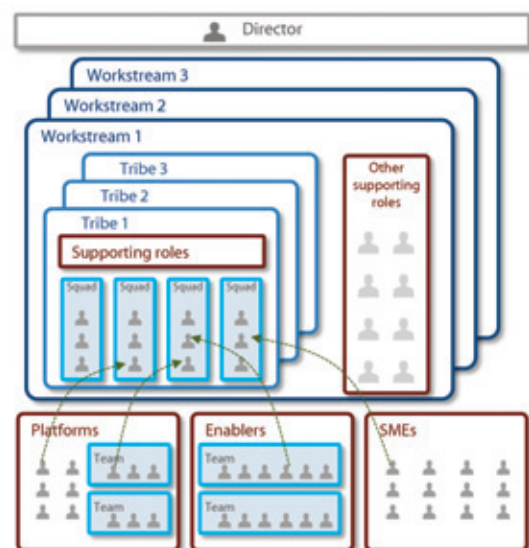 Director
Workstream 3
Workstream 2
Workstream 1
Tribe 3
Tribe 2
Tribe 1
Supporting roles
Squad
Squad
Squad
Squad
Other
supporting
roles
Platforms
Team
Team
Enablers
Team
Team
SMEs